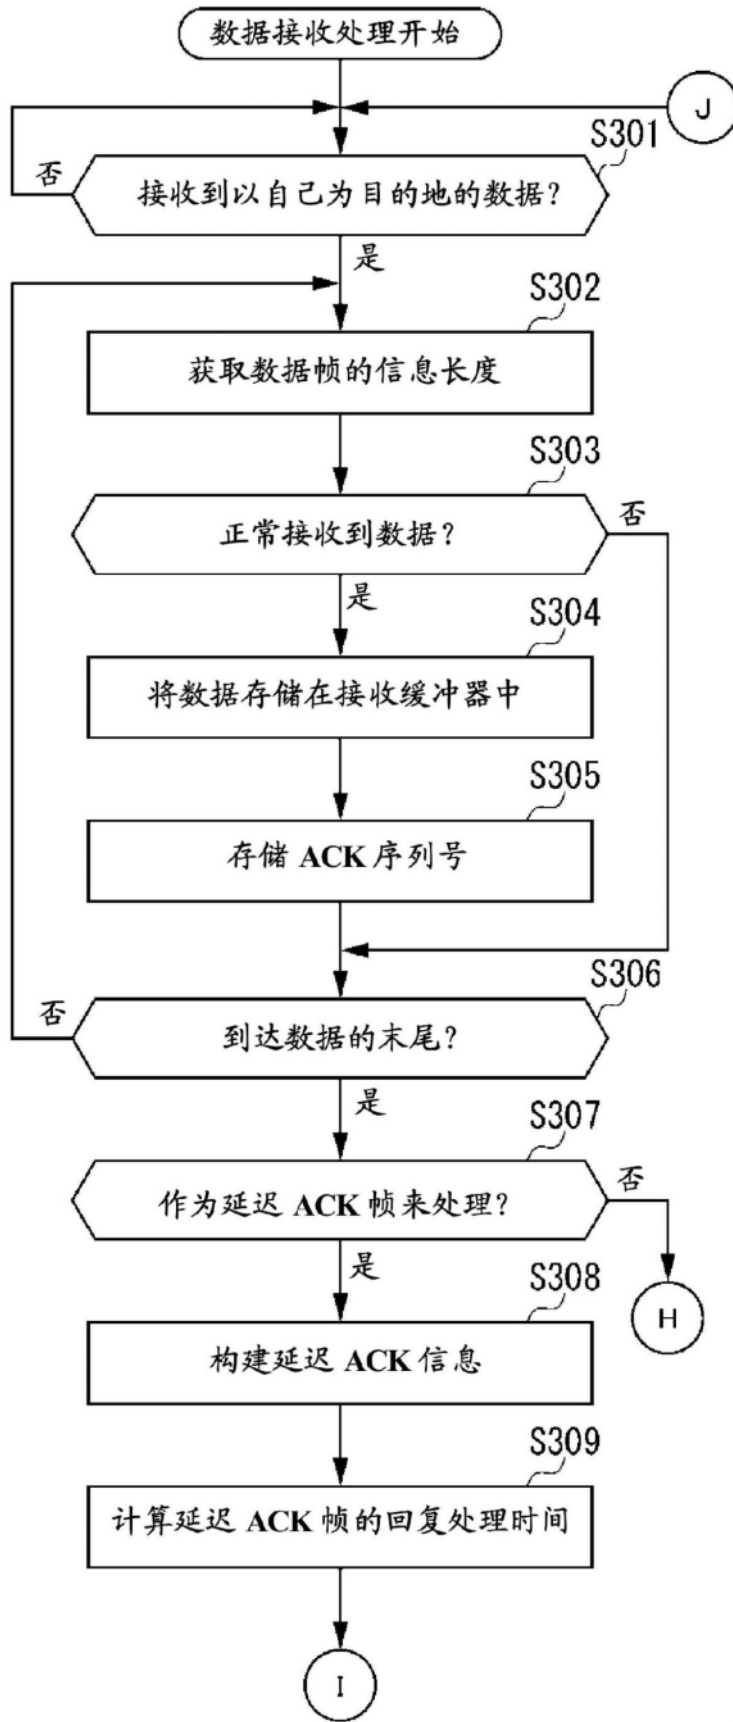 数据接收处理开始
J
S301
否
接收到以自己为目的地的数据？
是
S302
获取数据帧的信息长度
S303
正常接收到数据？
否
是
S304
将数据存储在接收缓冲器中
S305
存储 ACK 序列号
S306
否
到达数据的末尾？
是
S307
作为延迟 ACK 帧来处理？
否
是
S308
H
构建延迟 ACK 信息
S309
计算延迟 ACK 帧的回复处理时间
I